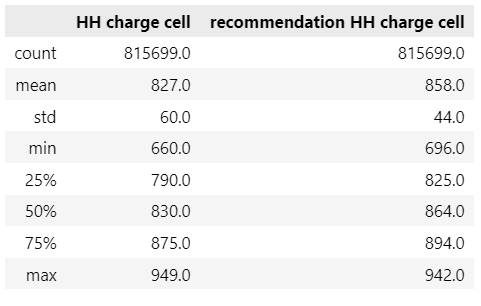 HH charge cell recommendation HH charge cell
count 815699.0 815699.0
mean 827.0 858.0
std 60.0 44.0
min 660.0 696.0
25% 790.0 825.0
50% 830.0 864.0
75% 875.0 894.0
max 949.0 942.0